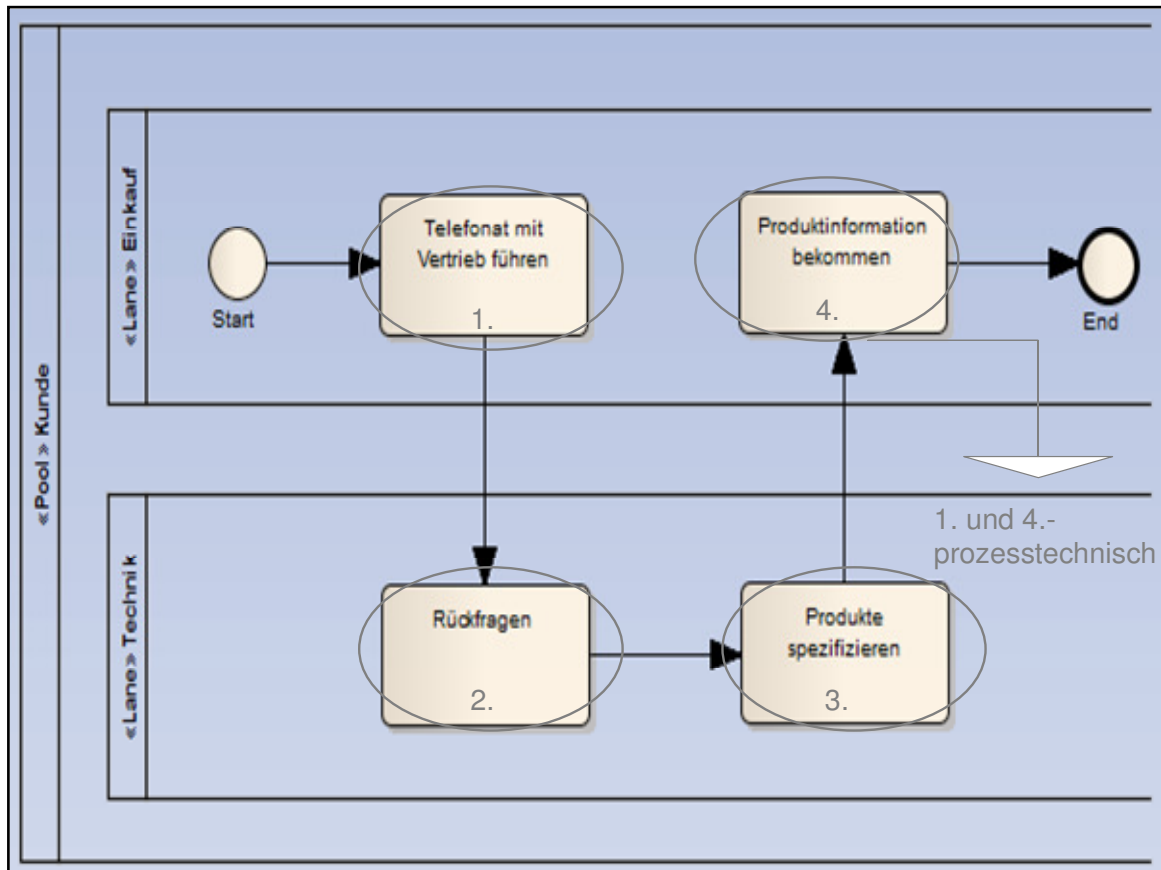 «Pool» Kunde
«Lane» Einkauf
Start
Telefonat mit
Vertrieb führen
1.
Produktinformation
bekommen
4.
End
1. und 4.-
prozesstechnisch
«Lane» Technik
Rückfragen
2.
Produkte
spezifizieren
3.